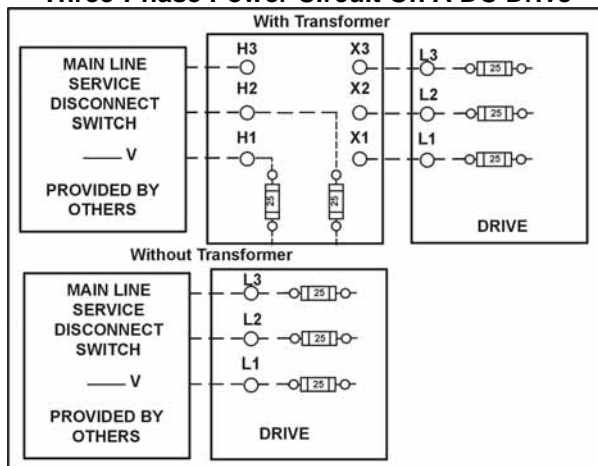 Three Phase Power Circuit On A DC Drive
With Transformer
MAIN LINE
SERVICE
DISCONNECT
SWITCH
____ V
PROVIDED BY
OTHERS
H3
H2
H1
25
25
X3
X2
X1
L3
25
L2
25
L1
25
DRIVE
Without Transformer
MAIN LINE
SERVICE
DISCONNECT
SWITCH
____ V
PROVIDED BY
OTHERS
L3
25
L2
25
L1
25
DRIVE